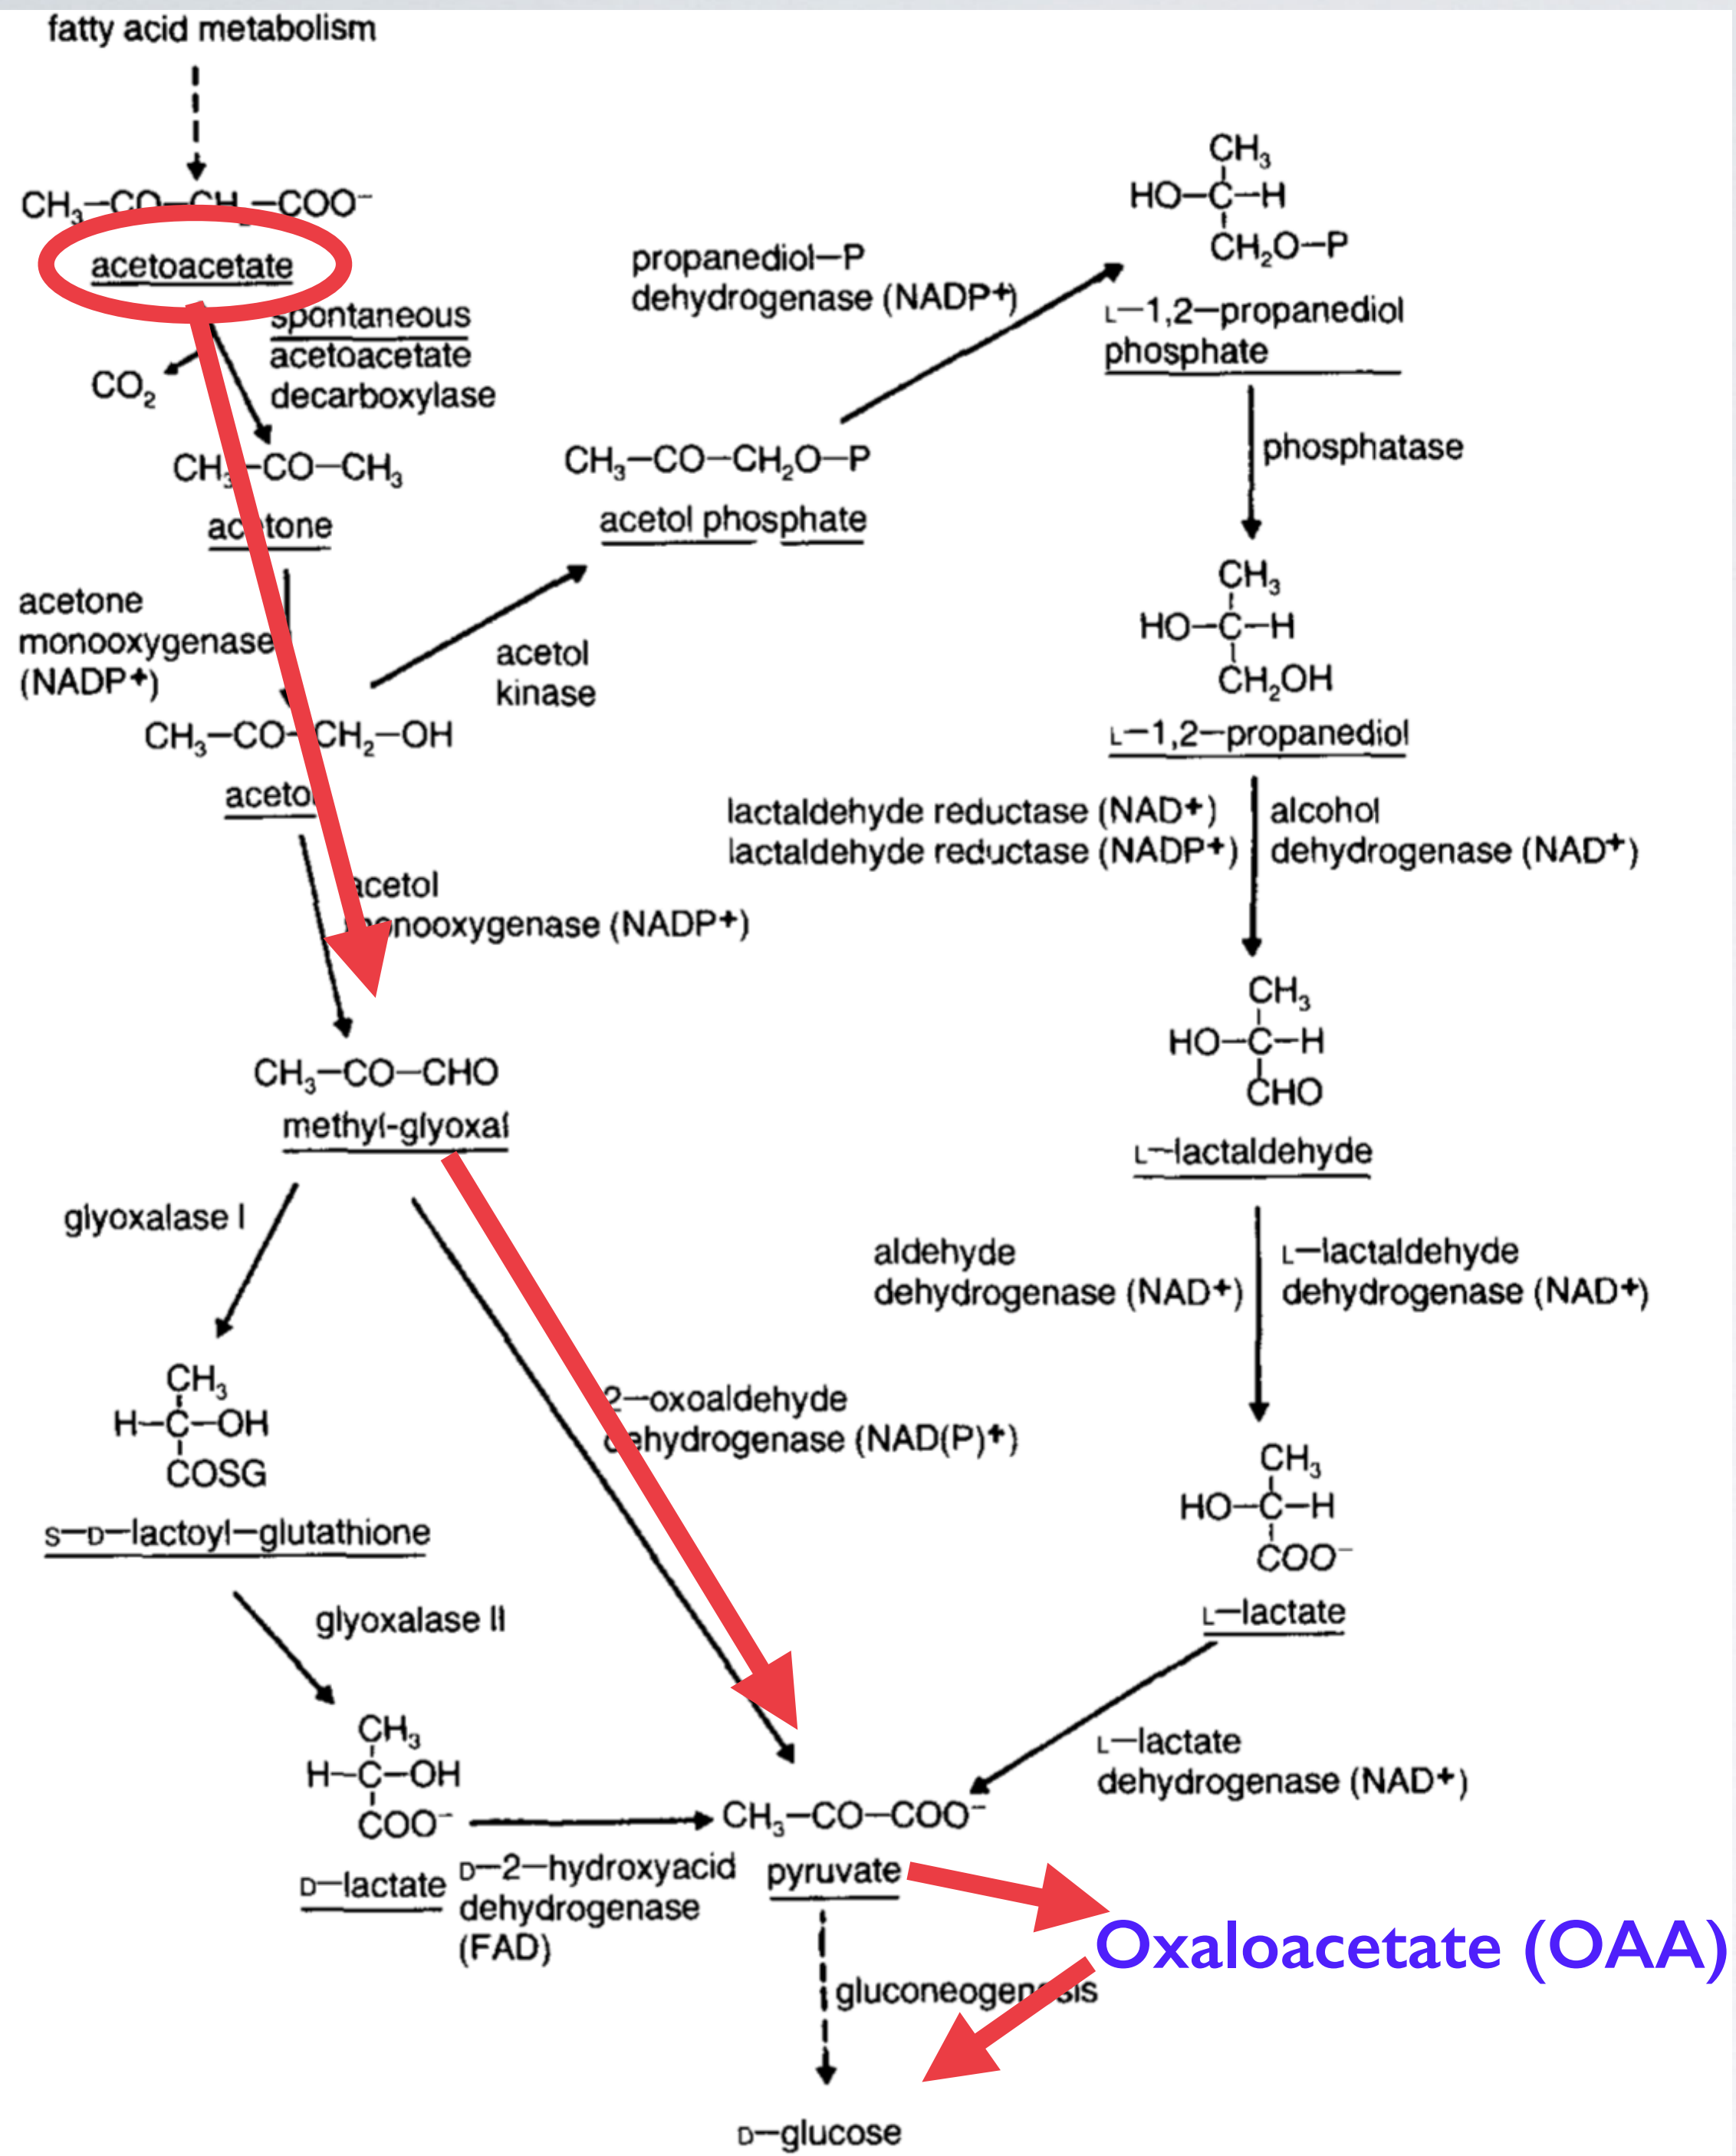 fatty acid metabolism
CH₃–CO–CH₂–COO⁻
acetoacetate
spontaneous
acetoacetate
decarboxylase
CO₂
CH₃–CO–CH₃
acetone
acetone
monooxygenase
(NADP+)
CH₃–CO–CH₂–OH
acetol
acetol
kinase
CH₃–CO–CH₂O–P
acetol phosphate
propanediol–P
dehydrogenase (NADP+)
CH₃
HO–C–H
CH₂O–P
L–1,2–propanediol
phosphate
phosphatase
CH₃
HO–C–H
CH₂OH
L–1,2–propanediol
lactaldehyde reductase (NAD+)
lactaldehyde reductase (NADP+)
alcohol
dehydrogenase (NAD+)
CH₃
HO–C–H
CHO
L–lactaldehyde
aldehyde
dehydrogenase (NAD+)
L–lactaldehyde
dehydrogenase (NAD+)
CH₃
HO–C–H
COO⁻
L–lactate
L–lactate
dehydrogenase (NAD+)
acetol
monooxygenase (NADP+)
CH₃–CO–CHO
methyl-glyoxal
glyoxalase I
2–oxoaldehyde
dehydrogenase (NAD(P)+)
CH₃
H–C–OH
COSG
S–D–lactoyl–glutathione
glyoxalase II
CH₃
H–C–OH
COO⁻
D–lactate
D–2–hydroxyacid
dehydrogenase
(FAD)
CH₃–CO–COO⁻
pyruvate
Oxaloacetate (OAA)
gluconeogenesis
D–glucose